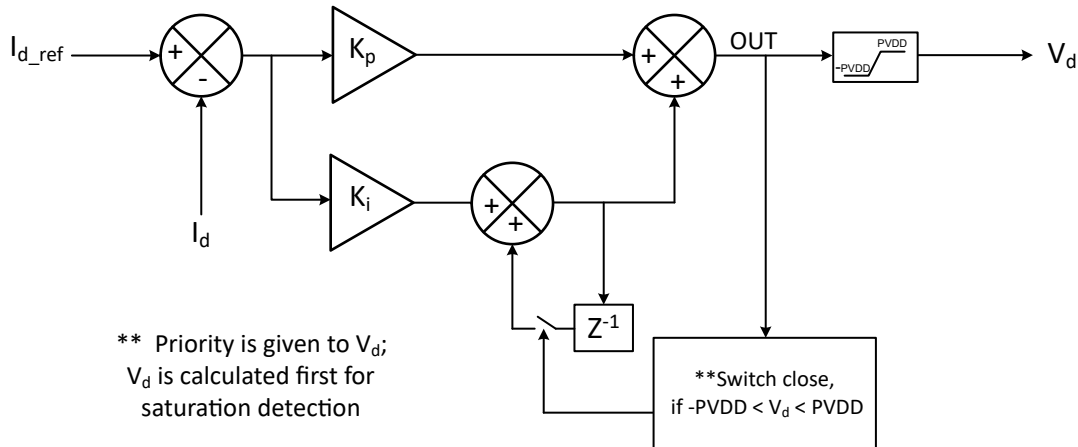 I_d_ref
+
-
I_d
K_p
K_i
+
+
+
+
OUT
PVDD
-PVDD
V_d
Z^-1
** Priority is given to V_d;
V_d is calculated first for
saturation detection
**Switch close,
if -PVDD < V_d < PVDD